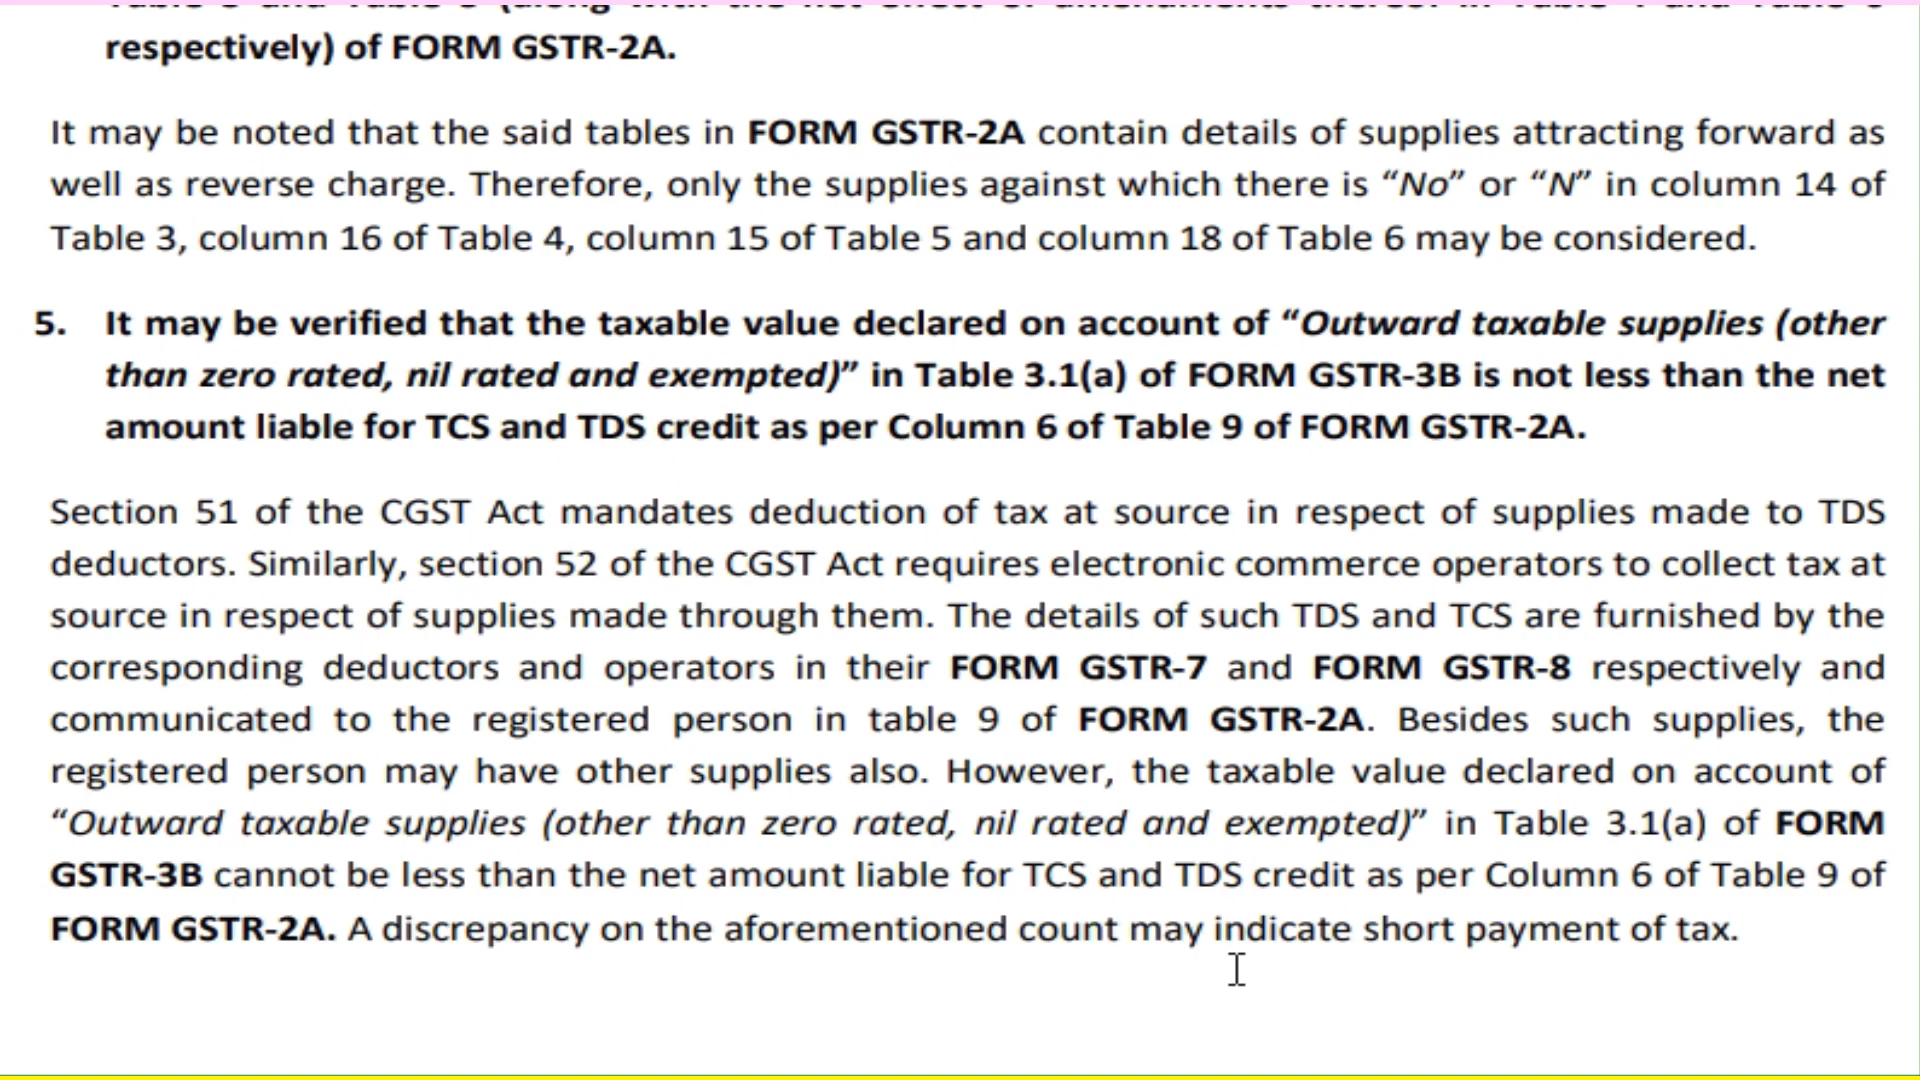 respectively) of FORM GSTR-2A.
It may be noted that the said tables in FORM GSTR-2A contain details of supplies attracting forward as
well as reverse charge. Therefore, only the supplies against which there is “No” or “N” in column 14 of
Table 3, column 16 of Table 4, column 15 of Table 5 and column 18 of Table 6 may be considered.
5. It may be verified that the taxable value declared on account of “Outward taxable supplies (other
than zero rated, nil rated and exempted)” in Table 3.1(a) of FORM GSTR-3B is not less than the net
amount liable for TCS and TDS credit as per Column 6 of Table 9 of FORM GSTR-2A.
Section 51 of the CGST Act mandates deduction of tax at source in respect of supplies made to TDS
deductors. Similarly, section 52 of the CGST Act requires electronic commerce operators to collect tax at
source in respect of supplies made through them. The details of such TDS and TCS are furnished by the
corresponding deductors and operators in their FORM GSTR-7 and FORM GSTR-8 respectively and
communicated to the registered person in table 9 of FORM GSTR-2A. Besides such supplies, the
registered person may have other supplies also. However, the taxable value declared on account of
“Outward taxable supplies (other than zero rated, nil rated and exempted)” in Table 3.1(a) of FORM
GSTR-3B cannot be less than the net amount liable for TCS and TDS credit as per Column 6 of Table 9 of
FORM GSTR-2A. A discrepancy on the aforementioned count may indicate short payment of tax.